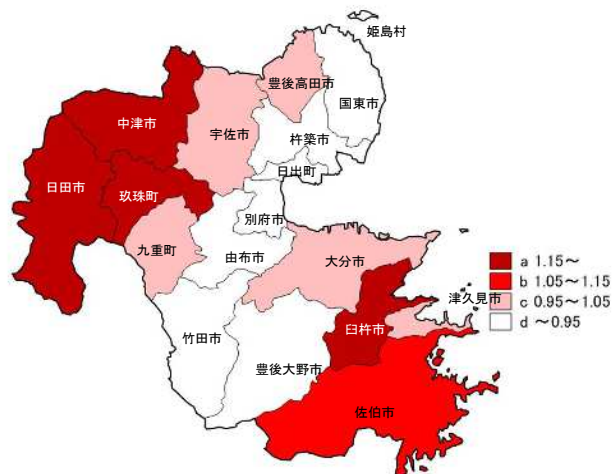 姫島村
豊後高田市
国東市
中津市
宇佐市
杵築市
日出町
日田市
玖珠町
別府市
九重町
由布市
大分市
a 1.15～
b 1.05～1.15
c 0.95～1.05
d ～0.95
津久見市
臼杵市
竹田市
豊後大野市
佐伯市